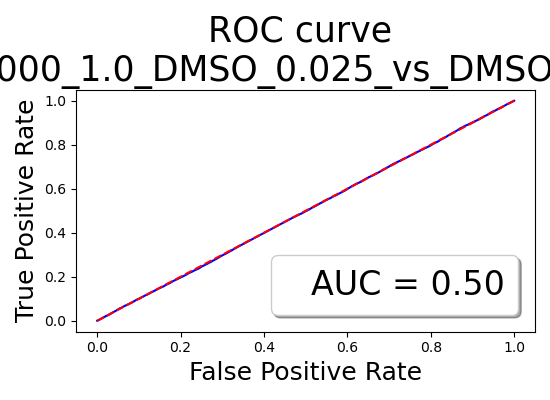 ROC curve
000_1.0_DMSO_0.025_vs_DMSO
True Positive Rate
1.0
0.8
0.6
0.4
0.2
0.0
AUC = 0.50
0.0 0.2 0.4 0.6 0.8 1.0
False Positive Rate